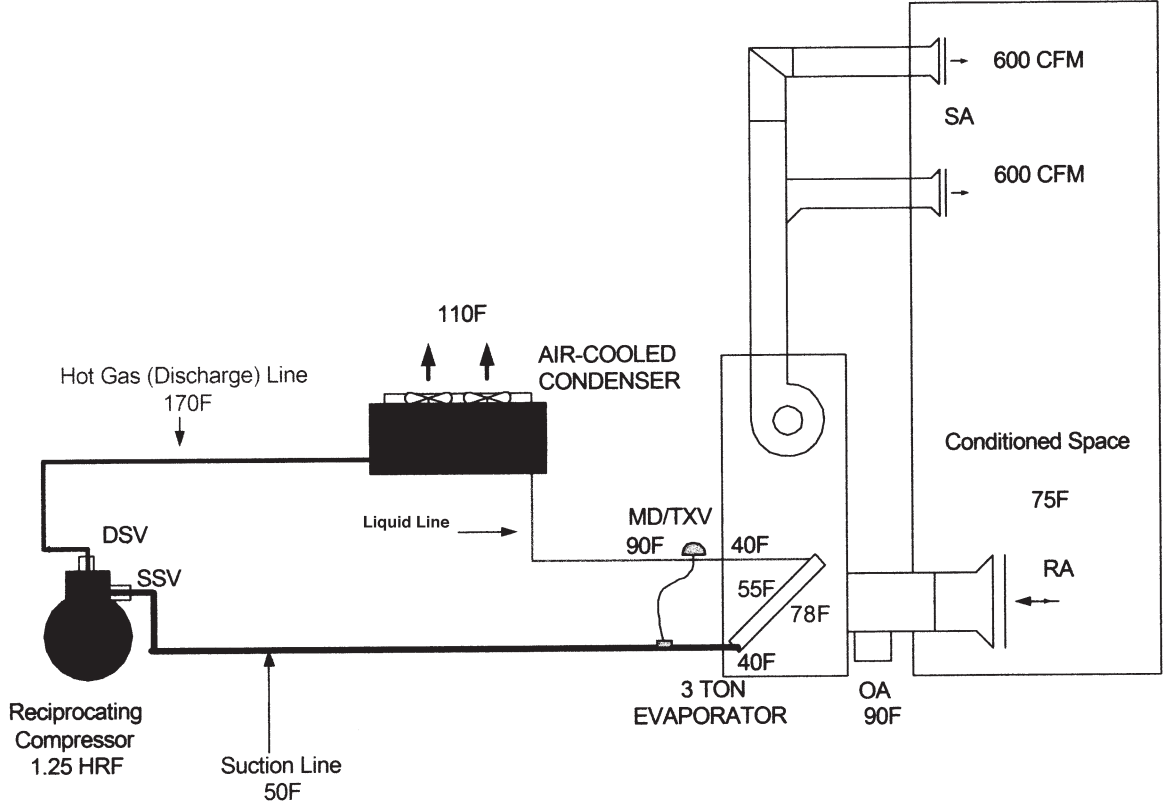 600 CFM
SA
600 CFM
110F
AIR-COOLED
CONDENSER
Hot Gas (Discharge) Line
170F
Conditioned Space
75F
Liquid Line
MD/TXV
90F
40F
DSV
SSV
55F
78F
RA
40F
3 TON
EVAPORATOR
OA
90F
Reciprocating
Compressor
1.25 HRF
Suction Line
50F